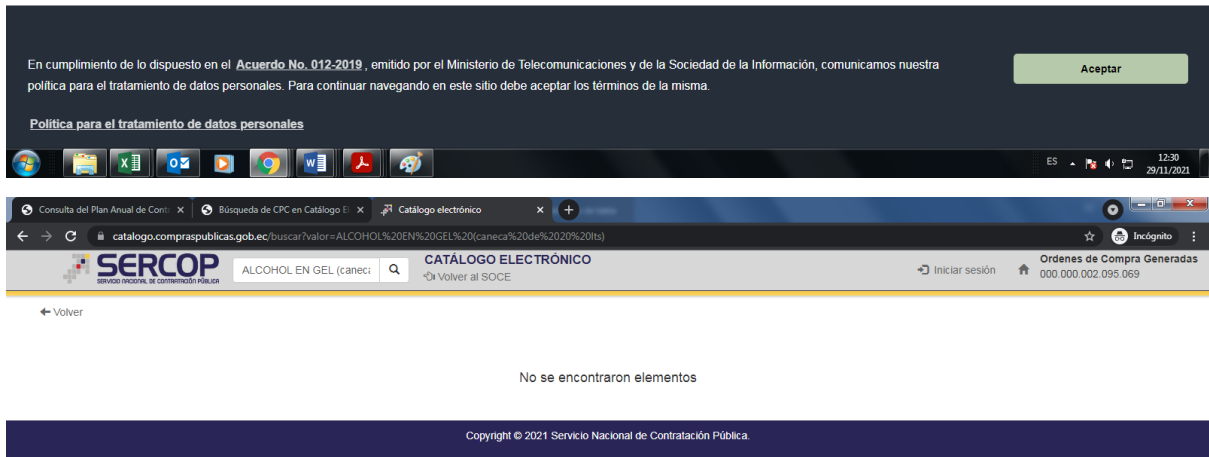 En cumplimiento de lo dispuesto en el Acuerdo No. 012-2019 , emitido por el Ministerio de Telecomunicaciones y de la Sociedad de la Información, comunicamos nuestra
política para el tratamiento de datos personales. Para continuar navegando en este sitio debe aceptar los términos de la misma.
Aceptar
Política para el tratamiento de datos personales
ES
12:30
29/11/2021
Consulta del Plan Anual de Cont
Búsqueda de CPC en Catálogo El
Catálogo electrónico
catalogo.compraspublicas.gob.ec/buscar?valor=ALCOHOL%20EN%20GEL%20(caneca%20de%2020%20lts)
Incógnito
SERCOP
SERVICIO NACIONAL DE CONTRATACIÓN PÚBLICA
ALCOHOL EN GEL (caneca
CATÁLOGO ELECTRÓNICO
Volver al SOCE
Iniciar sesión
Ordenes de Compra Generadas
000.000.002.095.069
Volver
No se encontraron elementos
Copyright © 2021 Servicio Nacional de Contratación Pública.